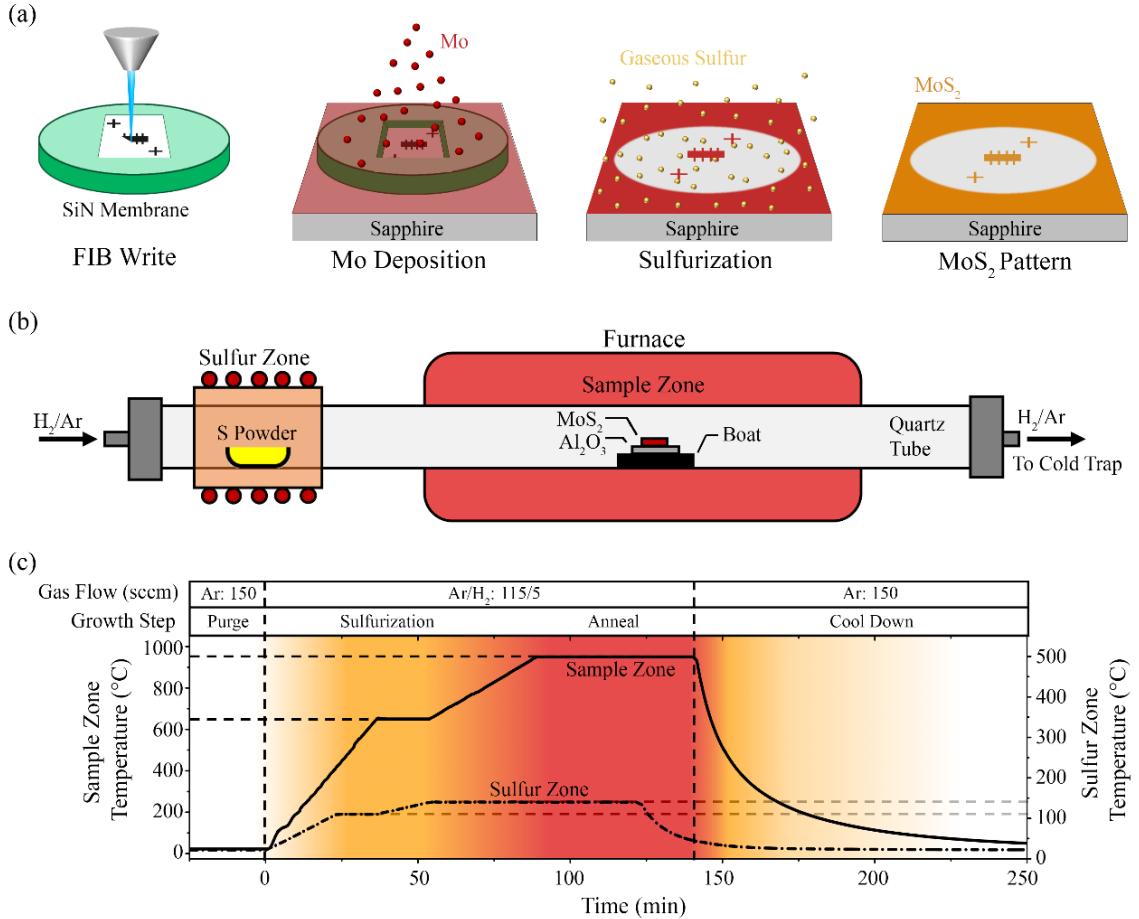 (a)
Mo
Gaseous Sulfur
MoS₂
SiN Membrane
Sapphire
Sapphire
Sapphire
FIB Write
Mo Deposition
Sulfurization
MoS₂ Pattern
(b)
Furnace
Sulfur Zone
Sample Zone
H₂/Ar
S Powder
MoS₂
Al₂O₃
Boat
Quartz
Tube
H₂/Ar
To Cold Trap
(c)
Gas Flow (sccm)
Ar: 150
Ar/H₂: 115/5
Ar: 150
Growth Step
Purge
Sulfurization
Anneal
Cool Down
Sample Zone
Temperature (°C)
1000
800
600
400
200
0
Sample Zone
Sulfur Zone
500
400
300
200
100
0
Sulfur Zone
Temperature (°C)
0
50
100
150
200
250
Time (min)